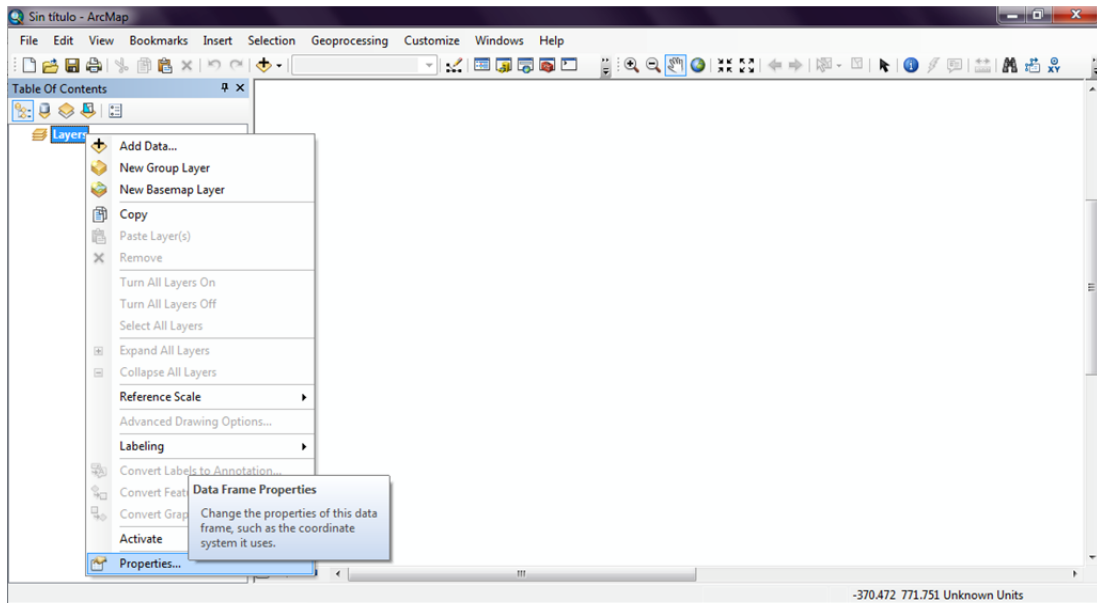 Sin título - ArcMap
File Edit View Bookmarks Insert Selection Geoprocessing Customize Windows Help
Table Of Contents
Layers
Add Data...
New Group Layer
New Basemap Layer
Copy
Paste Layer(s)
Remove
Turn All Layers On
Turn All Layers Off
Select All Layers
Expand All Layers
Collapse All Layers
Reference Scale
Advanced Drawing Options...
Labeling
Convert Labels to Annotation...
Convert Feat
Convert Grap
Activate
Properties...
Data Frame Properties
Change the properties of this data
frame, such as the coordinate
system it uses.
-370.472 771.751 Unknown Units